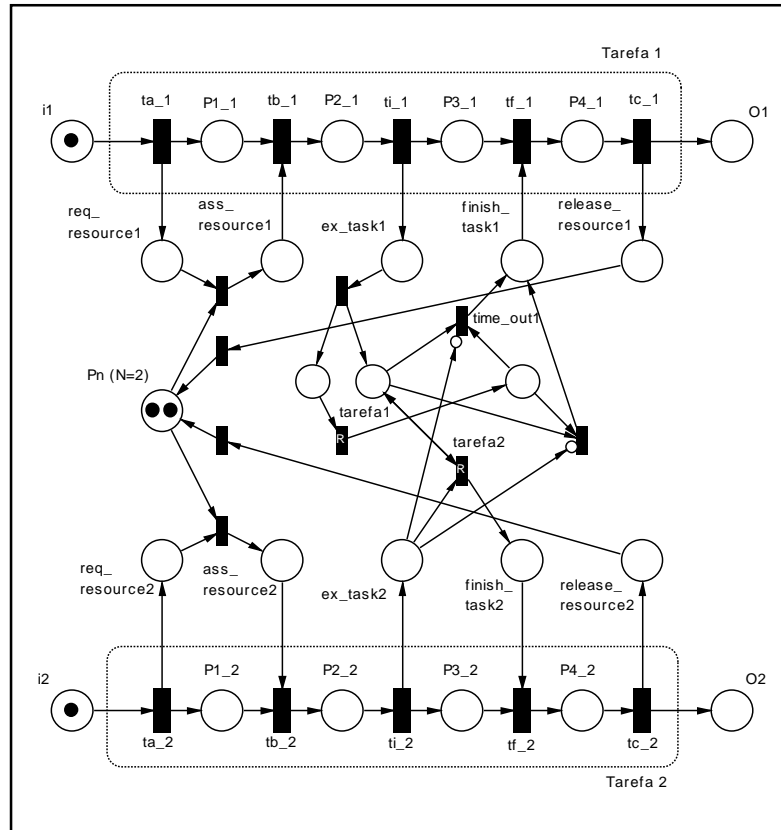 Tarefa 1
i1
ta_1
P1_1
tb_1
P2_1
ti_1
P3_1
tf_1
P4_1
tc_1
O1
req_
resource1
ass_
resource1
ex_task1
finish_
task1
release_
resource1
time_out1
Pn (N=2)
tarefa1
R
tarefa2
R
req_
resource2
ass_
resource2
ex_task2
finish_
task2
release_
resource2
i2
P1_2
P2_2
P3_2
P4_2
O2
ta_2
tb_2
ti_2
tf_2
tc_2
Tarefa 2